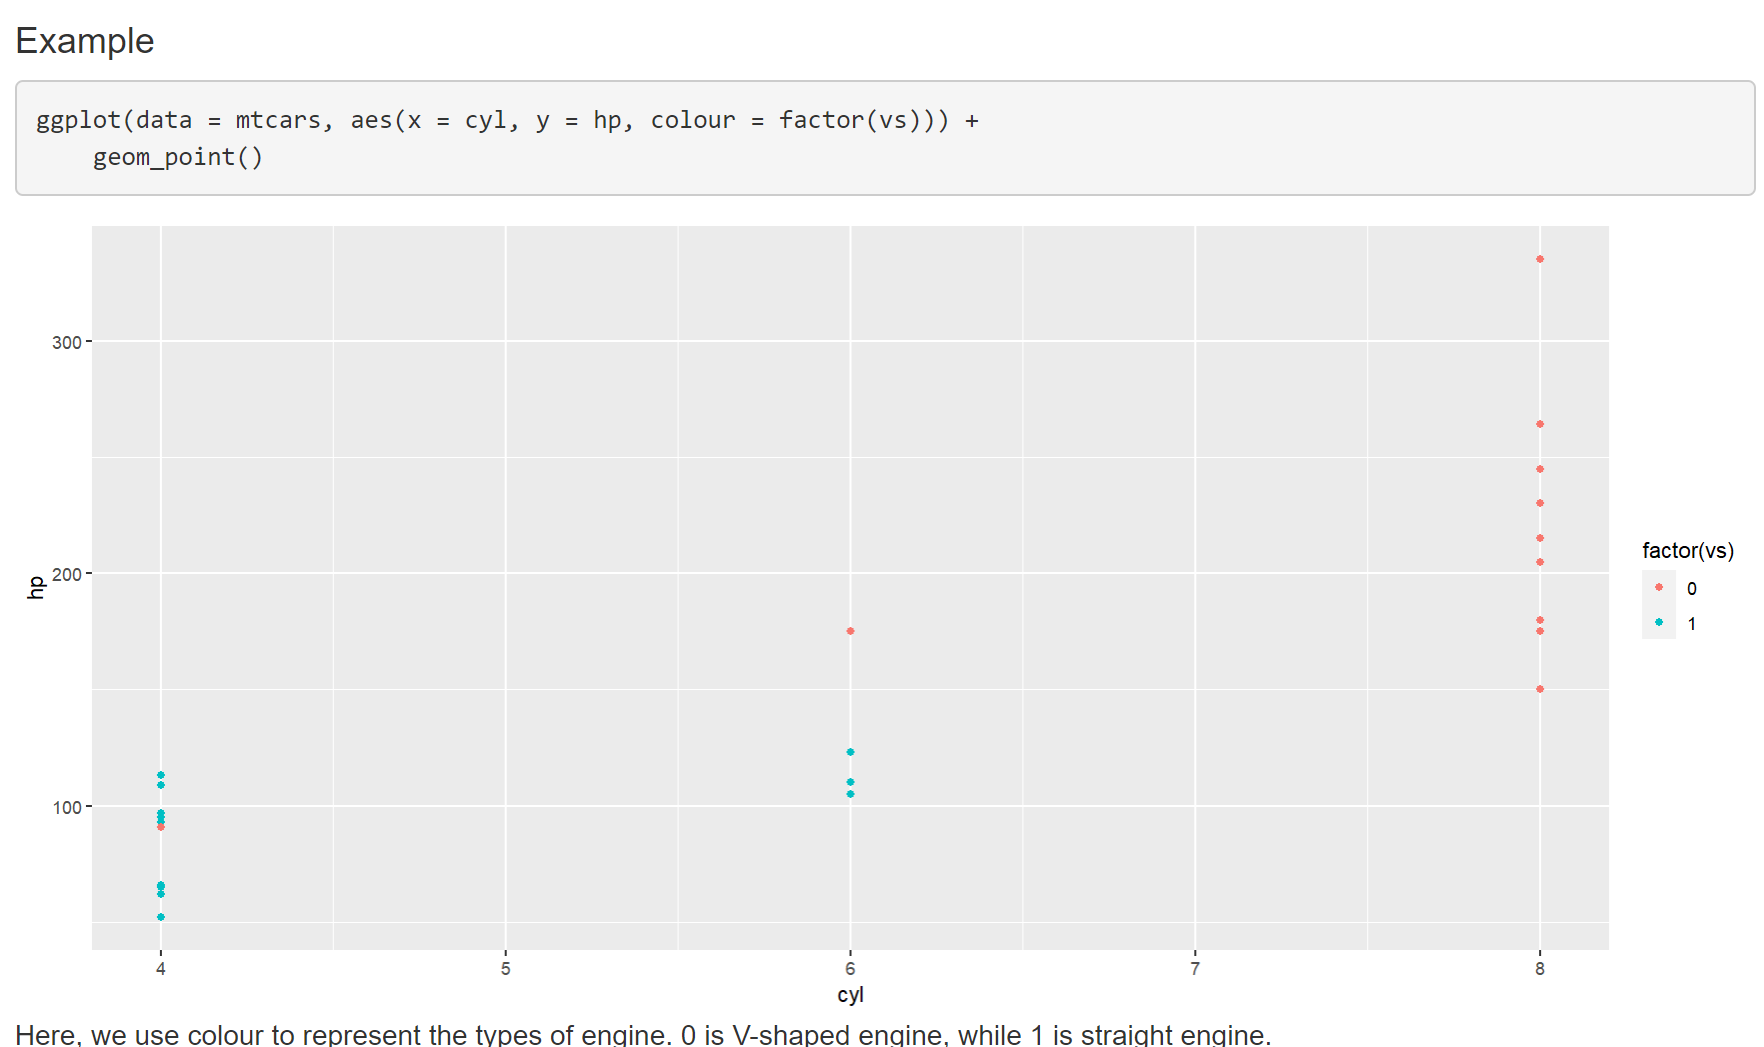 Example
ggplot(data = mtcars, aes(x = cyl, y = hp, colour = factor(vs))) +
    geom_point()
300
200
100
hp
4 5 6 7 8
cyl
factor(vs)
0
1
Here, we use colour to represent the types of engine. 0 is V-shaped engine, while 1 is straight engine.